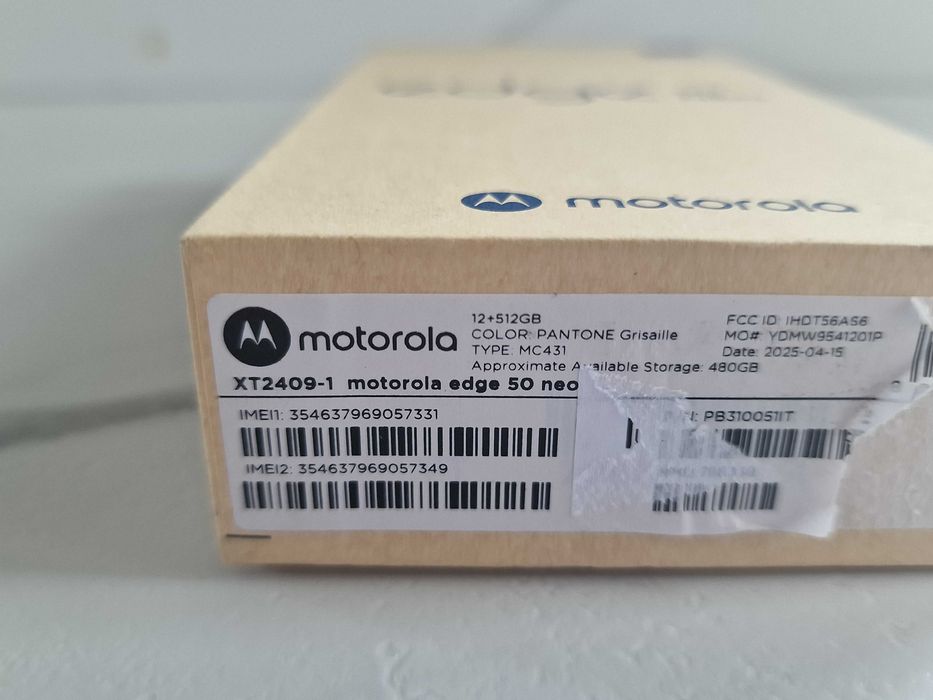 motorola
motorola
12+512GB
COLOR: PANTONE Grisaille
TYPE: MC431
Approximate Available Storage: 480GB
FCC ID: IHDT56AS6
MO# YDMW9541201P
Date: 2025-04-15
XT2409-1 motorola edge 50 neo
IMEI1: 354637969057331
IMEI2: 354637969057349
PB310051IT